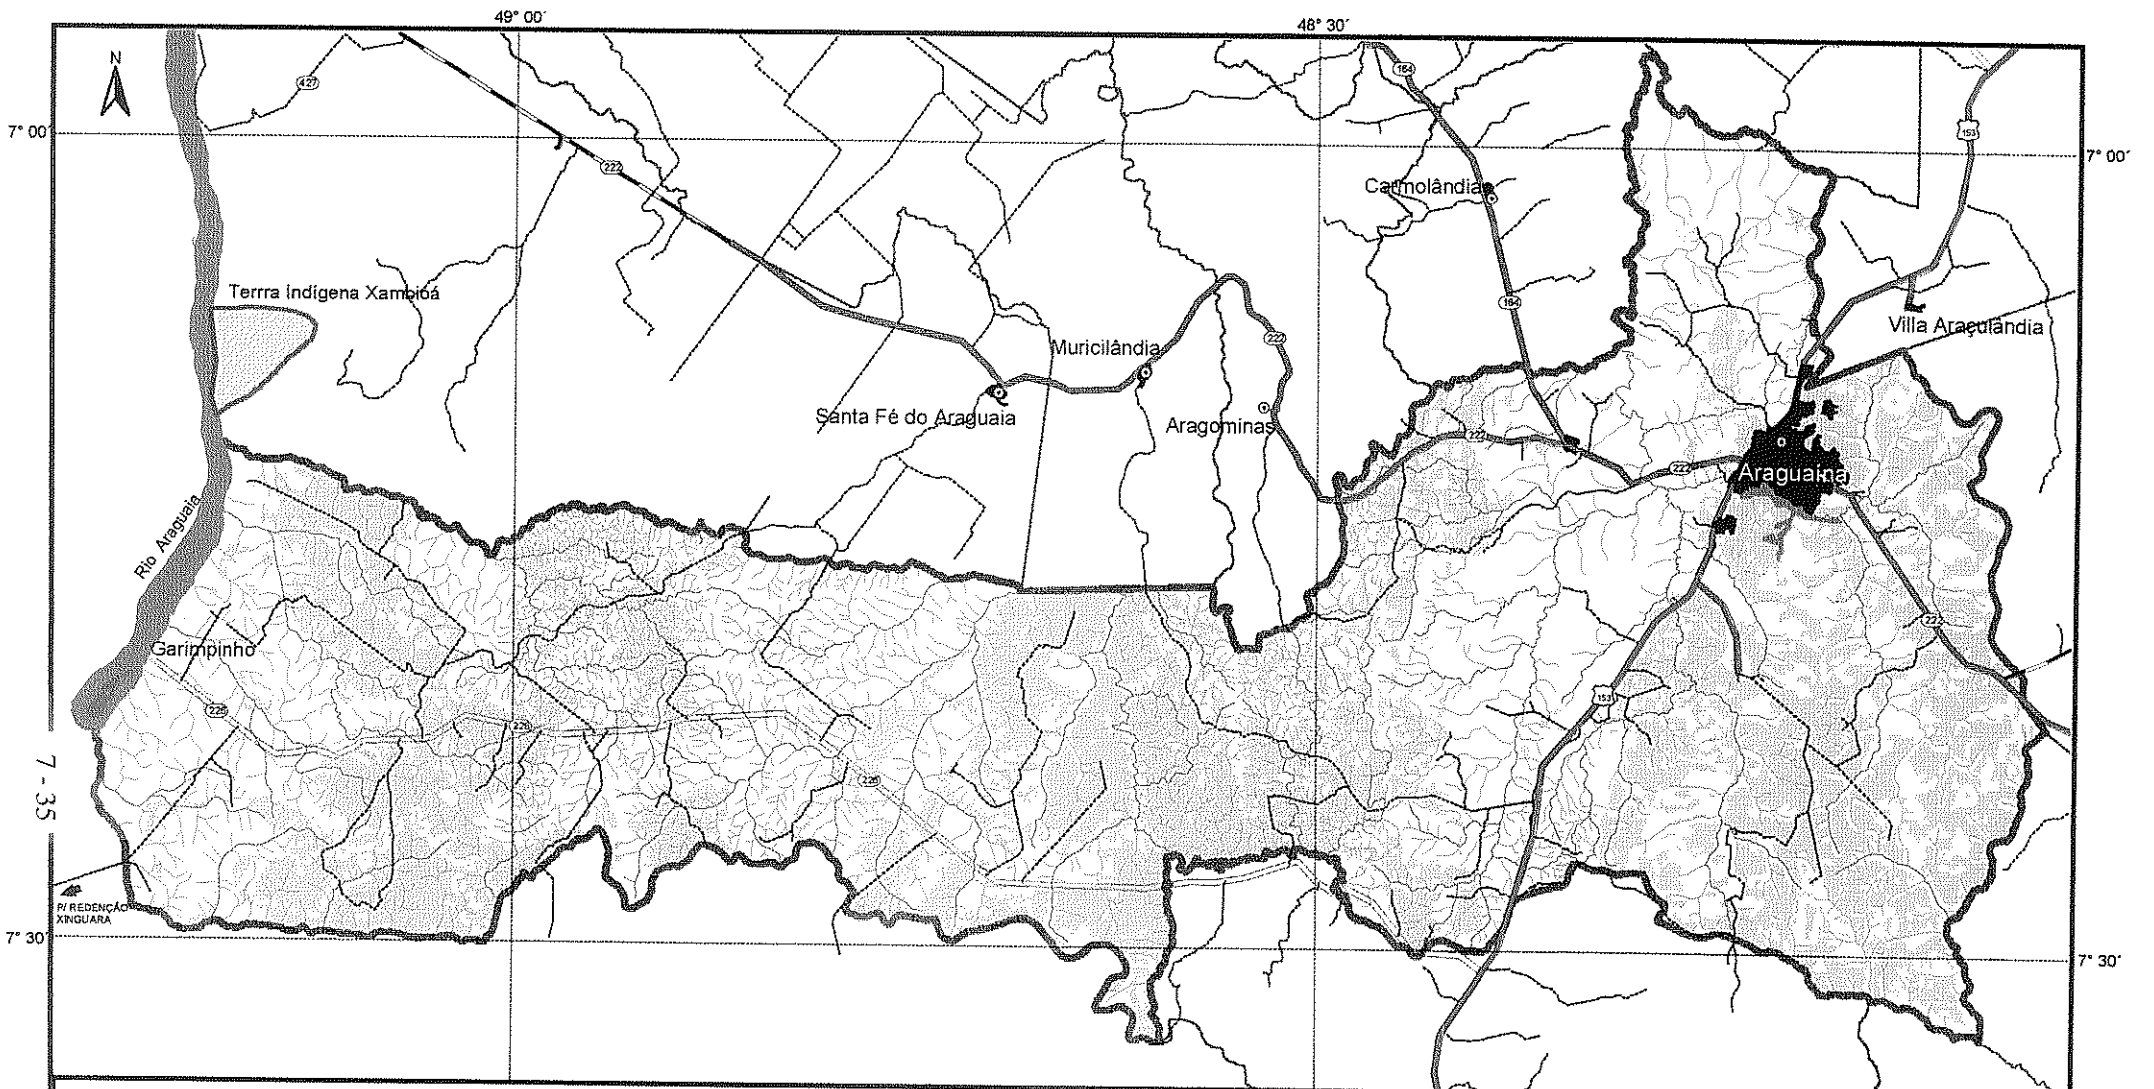 49° 00´
48° 30´
N
427
164
153
7° 00´
7° 00´
222
Carmolândia
Terrra Indígena Xambioá
164
Villa Araçulândia
222
Muricilândia
Santa Fé do Araguaia
Aragominas
222
222
Araguaina
Rio Araguaia
222
Garimpinho
153
226
226
226
7 - 35
P/ REDENÇÃO
XINGUARA
7° 30´
7° 30´